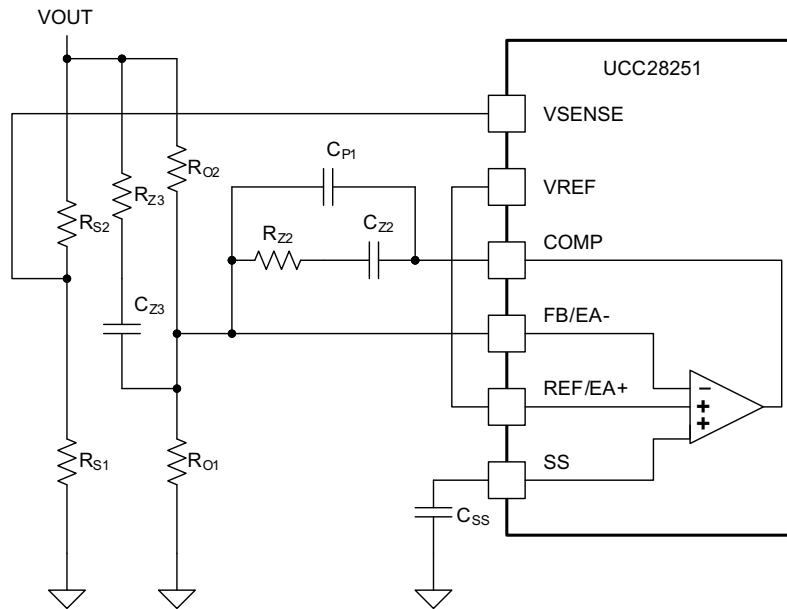 VOUT
UCC28251
VSENSE
CP1
RO2
VREF
RZ3
RS2
CZ2
RZ2
COMP
CZ3
FB/EA-
REF/EA+
−
+
+
RS1
RO1
SS
CSS